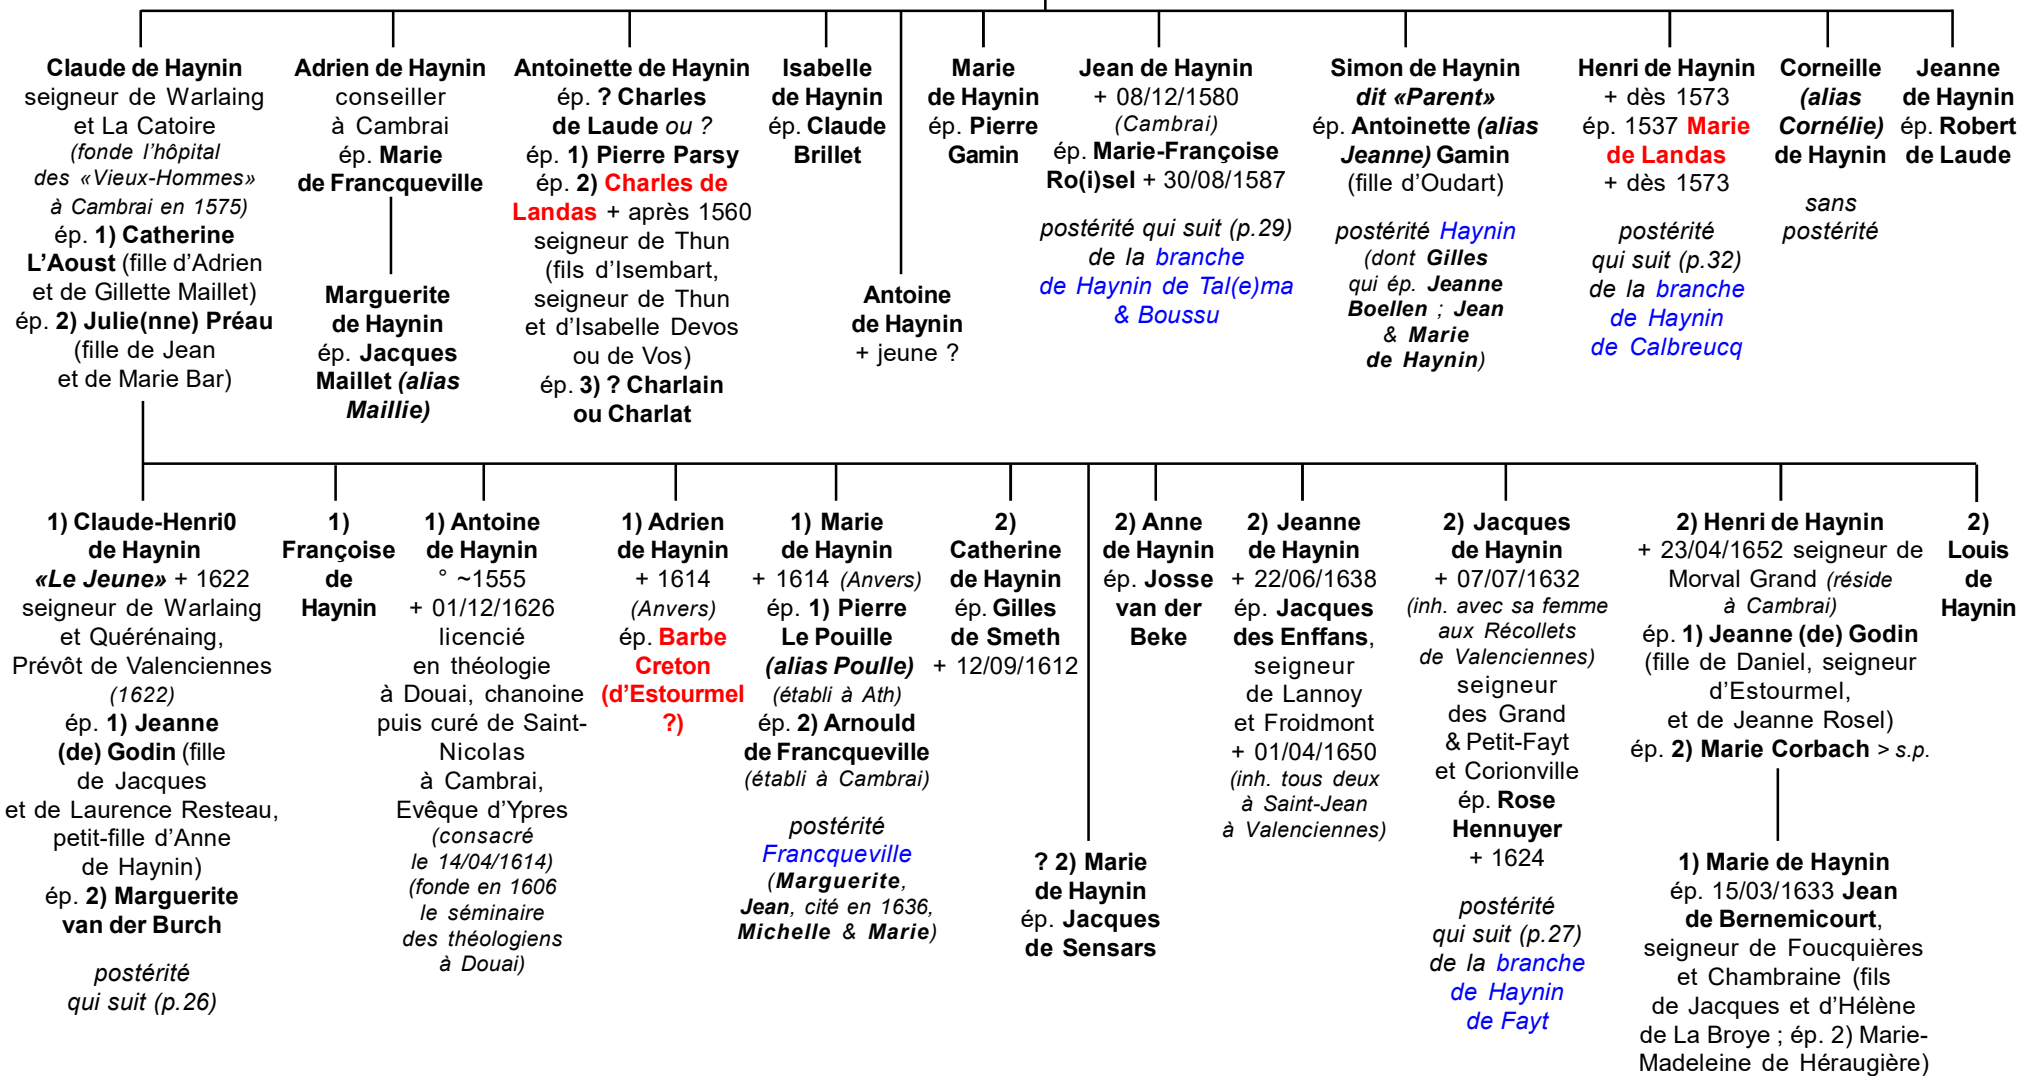 Claude de Haynin
seigneur de Warlaing
et La Catoire
(fonde l'hôpital
des «Vieux-Hommes»
à Cambrai en 1575)
ép. 1) Catherine
L'Aoust (fille d'Adrien
et de Gillette Maillet)
ép. 2) Julie(nne) Préau
(fille de Jean
et de Marie Bar)
Adrien de Haynin
conseiller
à Cambrai
ép. Marie
de Francqueville
Marguerite
de Haynin
ép. Jacques
Maillet (alias
Maillie)
Antoinette de Haynin
ép. ? Charles
de Laude ou ?
ép. 1) Pierre Parsy
ép. 2) Charles de
Landas + après 1560
seigneur de Thun
(fils d'Isembart,
seigneur de Thun
et d'Isabelle Devos
ou de Vos)
ép. 3) ? Charlain
ou Charlat
Isabelle
de Haynin
ép. Claude
Brillet
Antoine
de Haynin
+ jeune ?
Marie
de Haynin
ép. Pierre
Gamin
Jean de Haynin
+ 08/12/1580
(Cambrai)
ép. Marie-Françoise
Ro(i)sel + 30/08/1587
postérité qui suit (p.29)
de la branche
de Haynin de Tal(e)ma
& Boussu
Simon de Haynin
dit «Parent»
ép. Antoinette (alias
Jeanne) Gamin
(fille d'Oudart)
postérité Haynin
(dont Gilles
qui ép. Jeanne
Boellen ; Jean
& Marie
de Haynin)
Henri de Haynin
+ dès 1573
ép. 1537 Marie
de Landas
+ dès 1573
postérité
qui suit (p.32)
de la branche
de Haynin
de Calbreucq
Corneille
(alias
Cornélie)
de Haynin
sans
postérité
Jeanne
de Haynin
ép. Robert
de Laude
1) Claude-Henri0
de Haynin
«Le Jeune» + 1622
seigneur de Warlaing
et Quérénaing,
Prévôt de Valenciennes
(1622)
ép. 1) Jeanne
(de) Godin (fille
de Jacques
et de Laurence Resteau,
petit-fille d'Anne
de Haynin)
ép. 2) Marguerite
van der Burch
postérité
qui suit (p.26)
1)
Françoise
de
Haynin
1) Antoine
de Haynin
° ~1555
+ 01/12/1626
licencié
en théologie
à Douai, chanoine
puis curé de Saint-
Nicolas
à Cambrai,
Evêque d'Ypres
(consacré
le 14/04/1614)
(fonde en 1606
le séminaire
des théologiens
à Douai)
1) Adrien
de Haynin
+ 1614
(Anvers)
ép. Barbe
Creton
(d'Estourmel
?)
1) Marie
de Haynin
+ 1614 (Anvers)
ép. 1) Pierre
Le Pouille
(alias Poulle)
(établi à Ath)
ép. 2) Arnould
de Francqueville
(établi à Cambrai)
postérité
Francqueville
(Marguerite,
Jean, cité en 1636,
Michelle & Marie)
2)
Catherine
de Haynin
ép. Gilles
de Smeth
+ 12/09/1612
? 2) Marie
de Haynin
ép. Jacques
de Sensars
2) Anne
de Haynin
ép. Josse
van der
Beke
2) Jeanne
de Haynin
+ 22/06/1638
ép. Jacques
des Enffans,
seigneur
de Lannoy
et Froidmont
+ 01/04/1650
(inh. tous deux
à Saint-Jean
à Valenciennes)
2) Jacques
de Haynin
+ 07/07/1632
(inh. avec sa femme
aux Récollets
de Valenciennes)
seigneur
des Grand
& Petit-Fayt
et Corionville
ép. Rose
Hennuyer
+ 1624
postérité
qui suit (p.27)
de la branche
de Haynin
de Fayt
2) Henri de Haynin
+ 23/04/1652 seigneur de
Morval Grand (réside
à Cambrai)
ép. 1) Jeanne (de) Godin
(fille de Daniel, seigneur
d'Estourmel,
et de Jeanne Rosel)
ép. 2) Marie Corbach > s.p.
1) Marie de Haynin
ép. 15/03/1633 Jean
de Bernemicourt,
seigneur de Foucquières
et Chambraine (fils
de Jacques et d'Hélène
de La Broye ; ép. 2) Marie-
Madeleine de Héraugière)
2)
Louis
de
Haynin